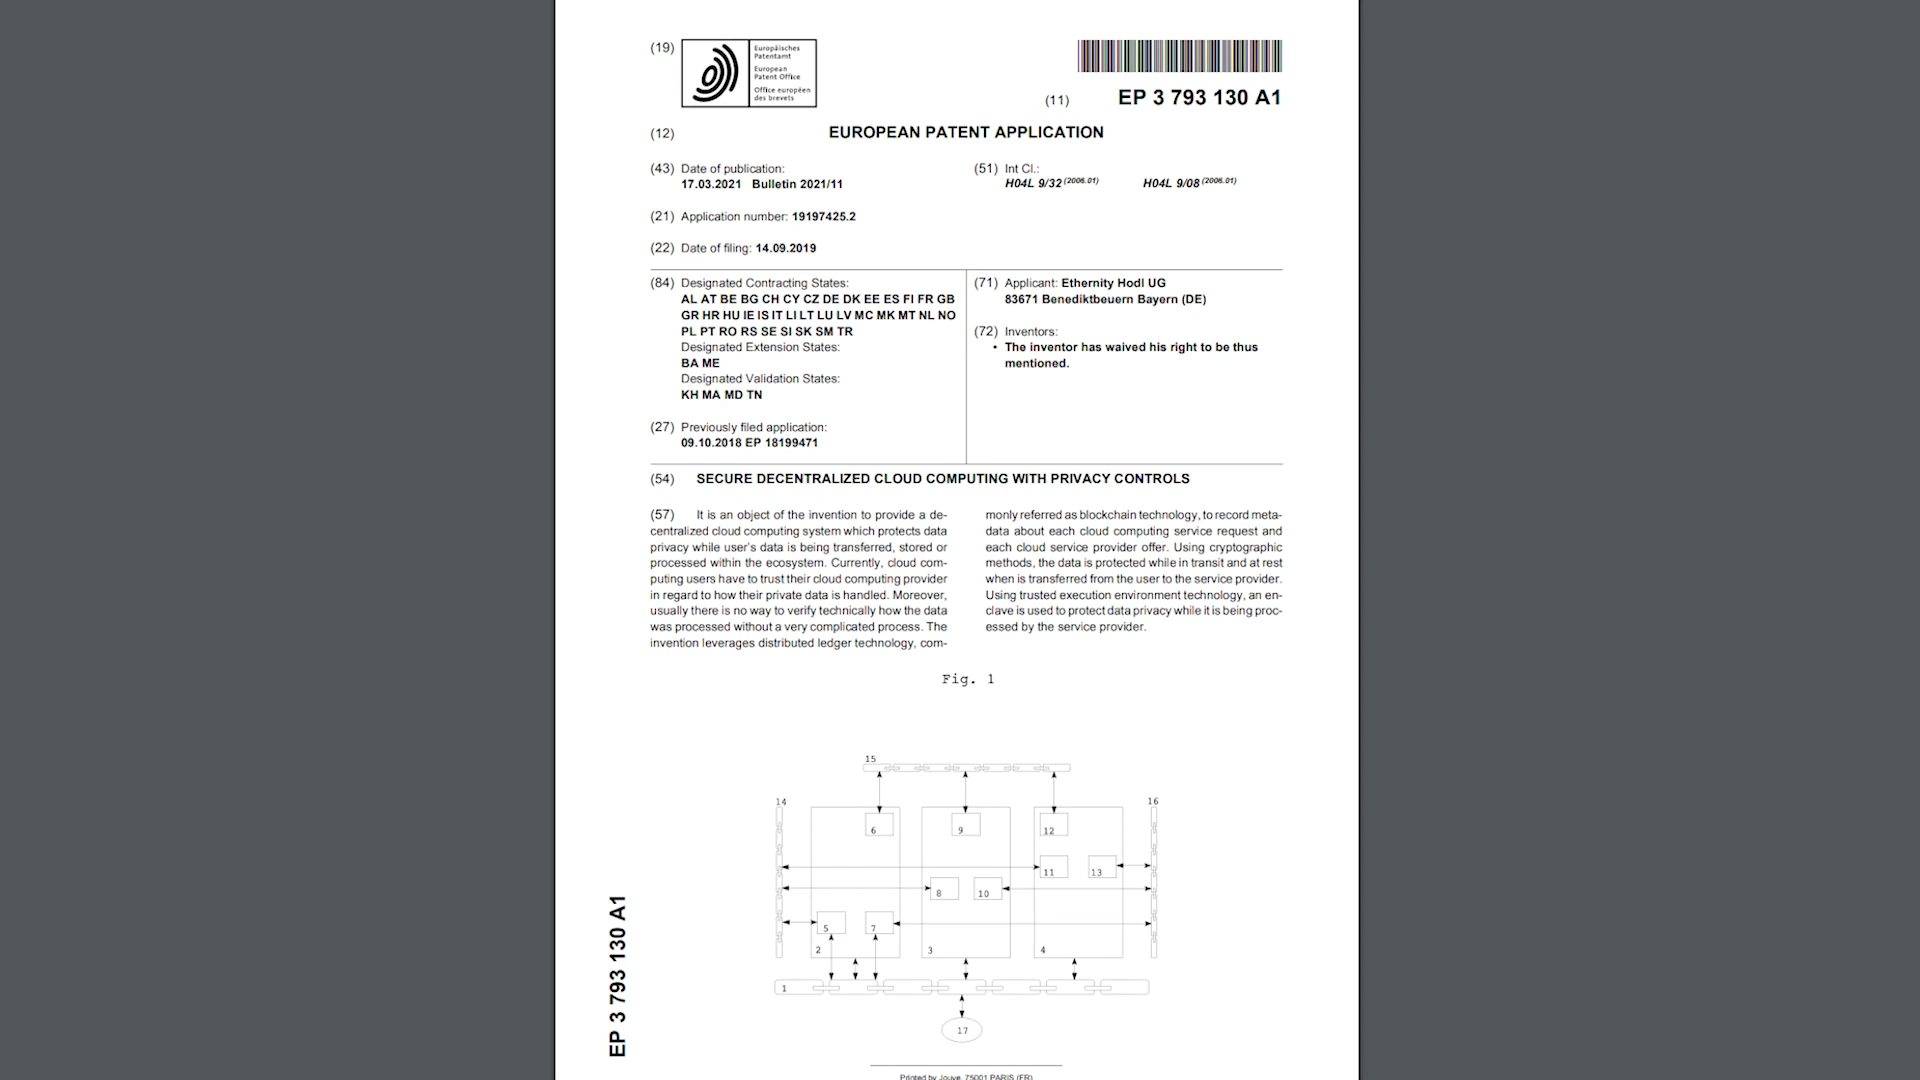 (19)
Europäisches
Patentamt
European
Patent Office
Office européen
des brevets
(11) EP 3 793 130 A1
(12) EUROPEAN PATENT APPLICATION
(43) Date of publication:
17.03.2021 Bulletin 2021/11
(51) Int Cl.:
H04L 9/32 (2006.01) H04L 9/08 (2006.01)
(21) Application number: 19197425.2
(22) Date of filing: 14.09.2019
(84) Designated Contracting States:
AL AT BE BG CH CY CZ DE DK EE ES FI FR GB
GR HR HU IE IS IT LI LT LU LV MC MK MT NL NO
PL PT RO RS SE SI SK SM TR
Designated Extension States:
BA ME
Designated Validation States:
KH MA MD TN
(27) Previously filed application:
09.10.2018 EP 18199471
(71) Applicant: Ethernity Hodl UG
83671 Benediktbeuern Bayern (DE)
(72) Inventors:
• The inventor has waived his right to be thus
mentioned.
(54) SECURE DECENTRALIZED CLOUD COMPUTING WITH PRIVACY CONTROLS
(57) It is an object of the invention to provide a de-
centralized cloud computing system which protects data
privacy while user's data is being transferred, stored or
processed within the ecosystem. Currently, cloud com-
puting users have to trust their cloud computing provider
in regard to how their private data is handled. Moreover,
usually there is no way to verify technically how the data
was processed without a very complicated process. The
invention leverages distributed ledger technology, com-
monly referred as blockchain technology, to record meta-
data about each cloud computing service request and
each cloud service provider offer. Using cryptographic
methods, the data is protected while in transit and at rest
when is transferred from the user to the service provider.
Using trusted execution environment technology, an en-
clave is used to protect data privacy while it is being proc-
essed by the service provider.
Fig. 1
15
14
16
6
9
12
11
13
8
10
5
7
2
3
4
1
17
EP 3 793 130 A1
Printed by Jouve, 75001 PARIS (FR)